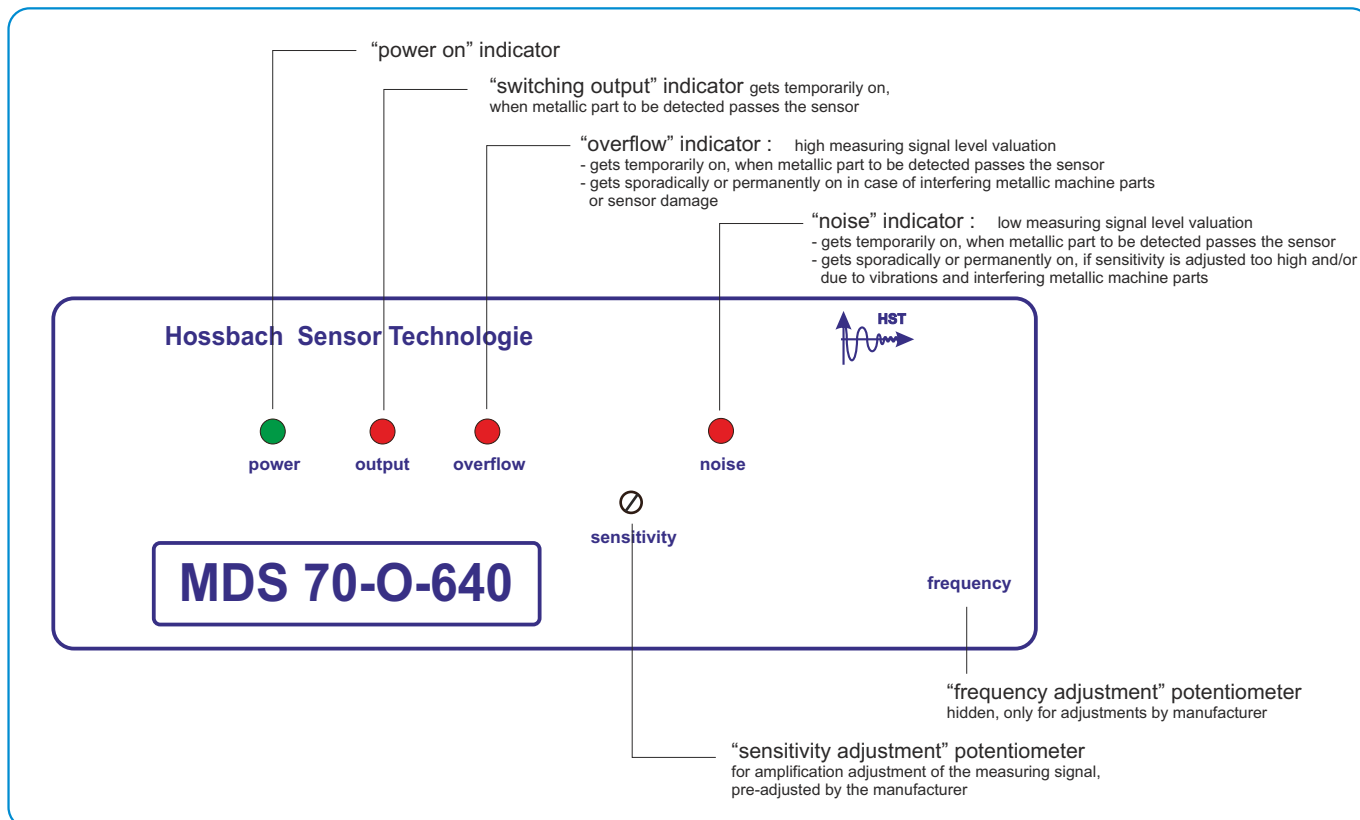 “power on” indicator
“switching output” indicator gets temporarily on,
when metallic part to be detected passes the sensor
“overflow” indicator : high measuring signal level valuation
- gets temporarily on, when metallic part to be detected passes the sensor
- gets sporadically or permanently on in case of interfering metallic machine parts
or sensor damage
“noise” indicator : low measuring signal level valuation
- gets temporarily on, when metallic part to be detected passes the sensor
- gets sporadically or permanently on, if sensitivity is adjusted too high and/or
due to vibrations and interfering metallic machine parts
Hossbach Sensor Technologie
HST
power output overflow noise
sensitivity
MDS 70-O-640
frequency
“frequency adjustment” potentiometer
hidden, only for adjustments by manufacturer
“sensitivity adjustment” potentiometer
for amplification adjustment of the measuring signal,
pre-adjusted by the manufacturer